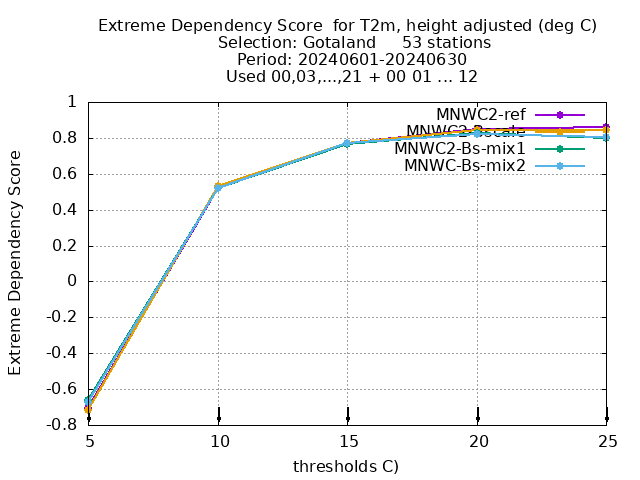 Extreme Dependency Score for T2m, height adjusted (deg C)
Selection: Gotaland 53 stations
Period: 20240601-20240630
Used 00,03,...,21 + 00 01 ... 12
Extreme Dependency Score
1
0.8
0.6
0.4
0.2
0
-0.2
-0.4
-0.6
-0.8
MNWC2-ref
MNWC2-Bs-mix1
MNWC-Bs-mix2
5 10 15 20 25
thresholds C)